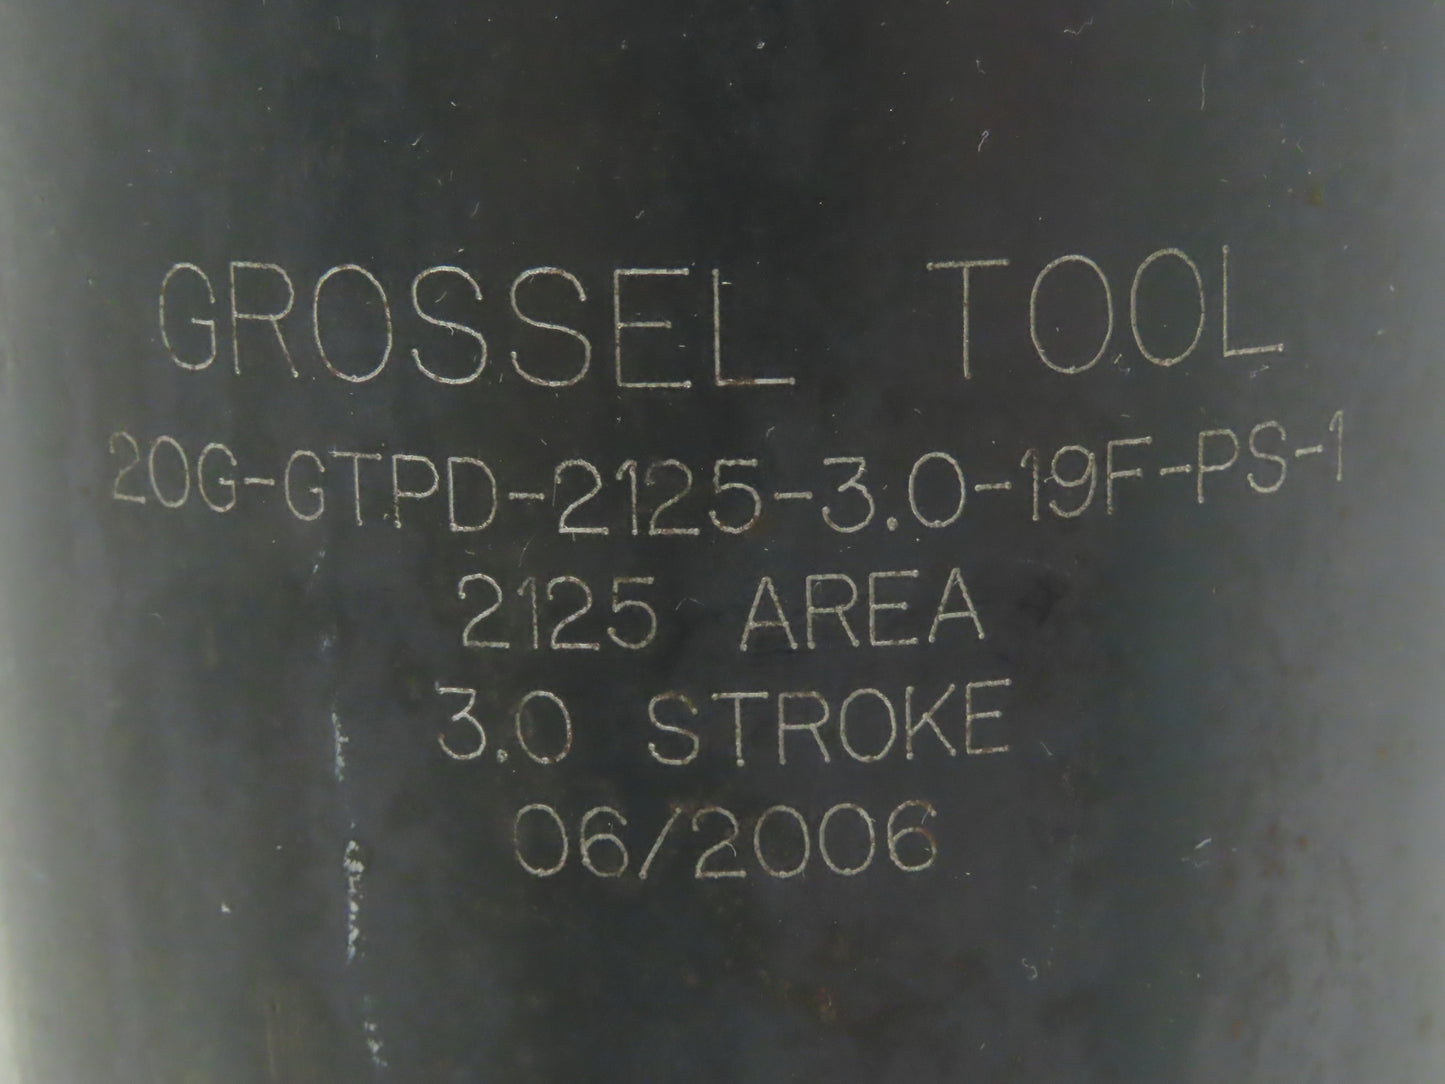 GROSSEL TOOL
20G-GTPD-2125-3.0-19F-PS-1
2125 AREA
3.0 STROKE
06/2006